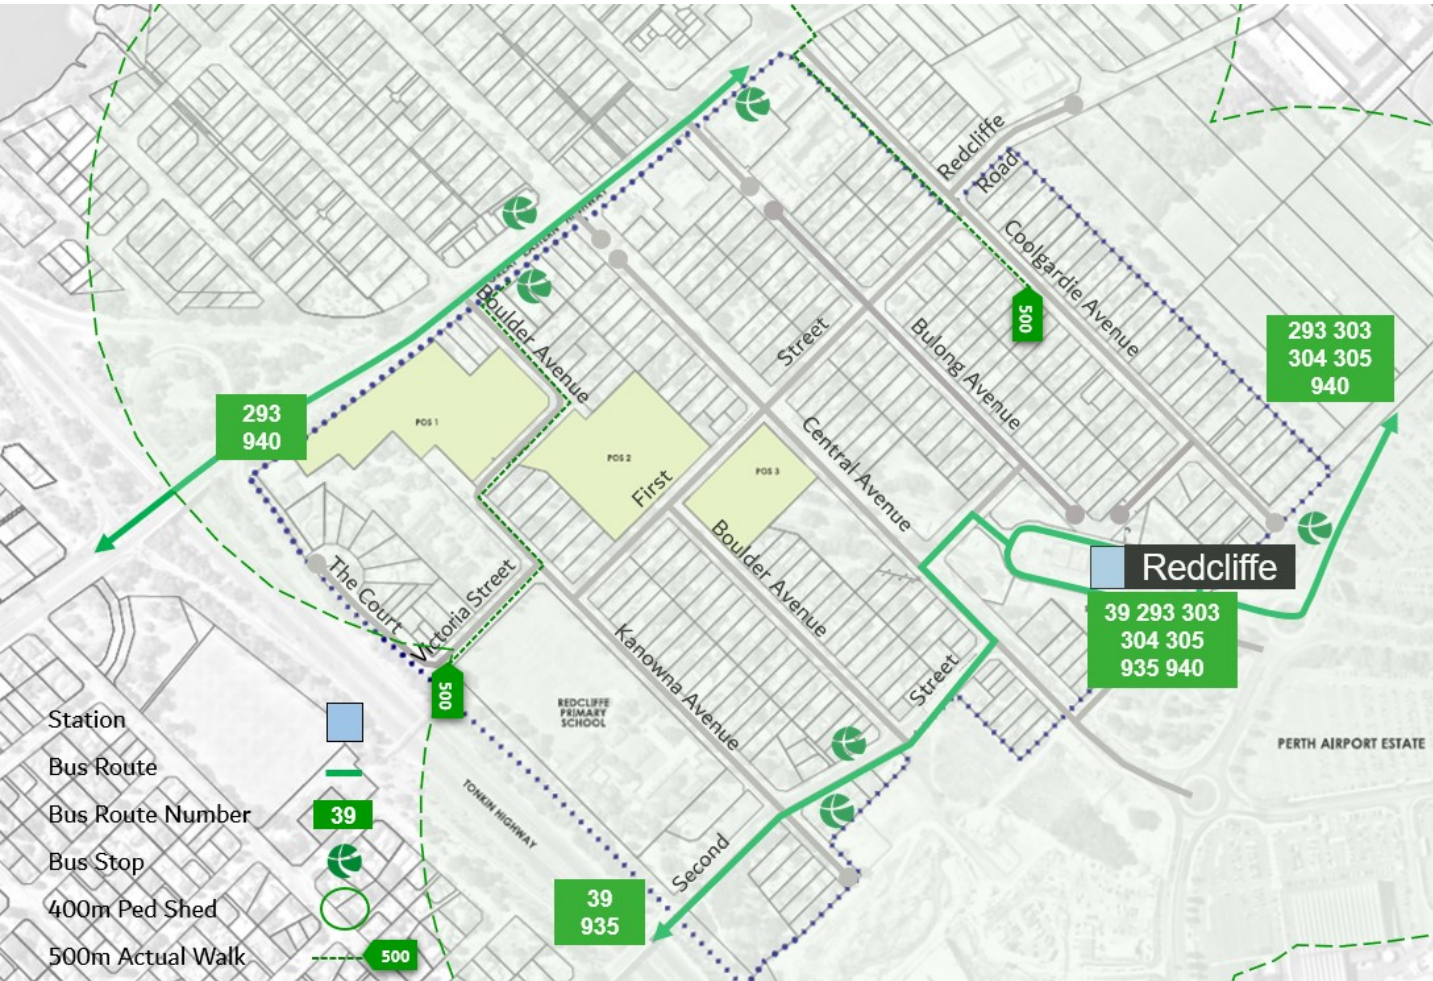 Redcliffe
Road
Coolgardie Avenue
500
Boulder Avenue
Street
Bulong Avenue
293 303
304 305
940
293
940
POS 1
POS 2
POS 3
First
Central Avenue
Boulder Avenue
Redcliffe
39 293 303
304 305
935 940
The Court
Victoria Street
500
Kanowna Avenue
Street
REDCLIFFE
PRIMARY
SCHOOL
PERTH AIRPORT ESTATE
TONKIN HIGHWAY
Second
39
935
Station
Bus Route
Bus Route Number
39
Bus Stop
400m Ped Shed
500m Actual Walk
500